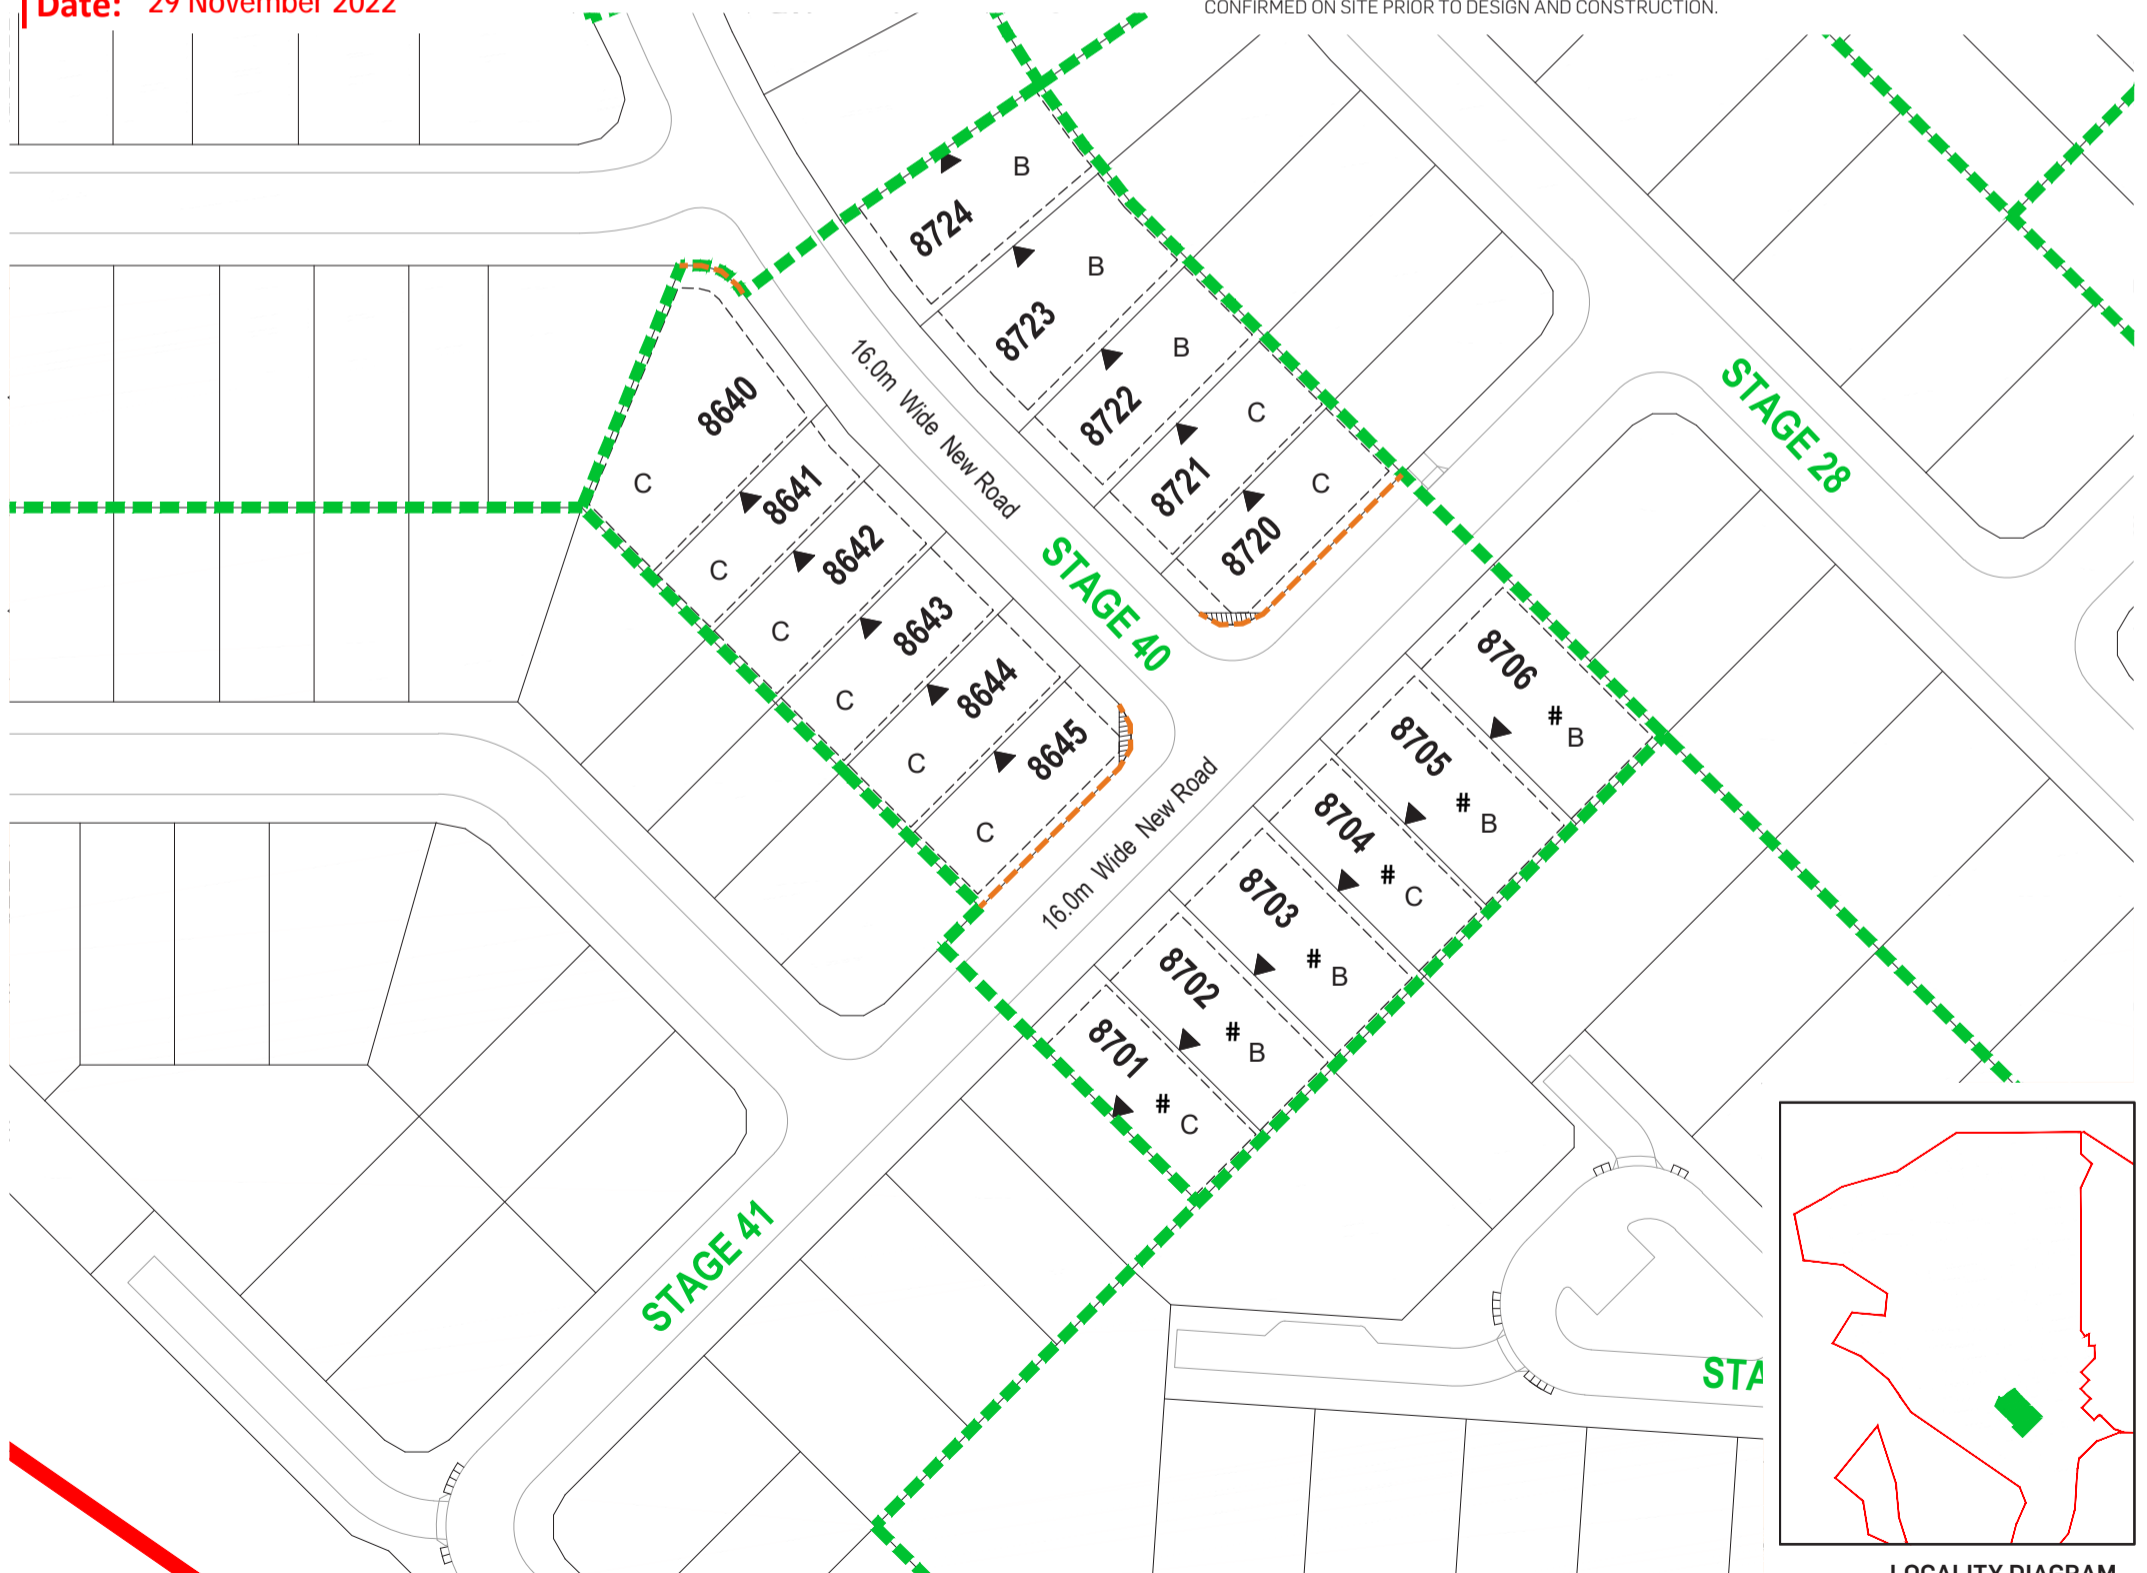 Date: 29 November 2022
CONFIRMED ON SITE PRIOR TO DESIGN AND CONSTRUCTION.
B
8724
B
8723
B
8722
C
8721
C
8720
16.0m Wide New Road
STAGE 28
8640
C
8641
C
8642
C
8643
C
8644
C
8645
C
STAGE 40
16.0m Wide New Road
8706
# B
8705
# B
8704
# C
8703
# B
8702
# B
8701
# C
STAGE 41
STA
LOCALITY DIAGRAM